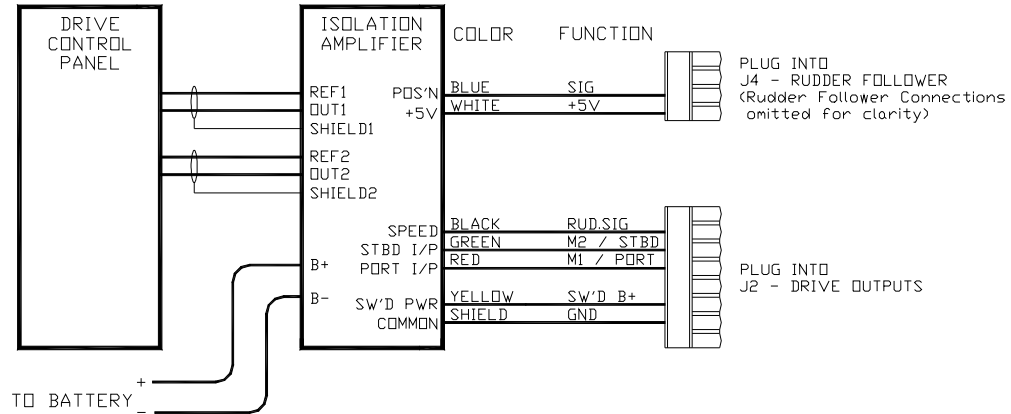 DRIVE
CONTROL
PANEL
ISOLATION
AMPLIFIER
REF1
OUT1
SHIELD1
REF2
OUT2
SHIELD2
B+
B-
POS'N
+5V
SPEED
STBD I/P
PORT I/P
SW'D PWR
COMMON
COLOR FUNCTION
BLUE SIG
WHITE +5V
BLACK RUD.SIG
GREEN M2 / STBD
RED M1 / PORT
YELLOW SW'D B+
SHIELD GND
PLUG INTO
J4 - RUDDER FOLLOWER
(Rudder Follower Connections
omitted for clarity)
PLUG INTO
J2 - DRIVE OUTPUTS
+
TO BATTERY
-